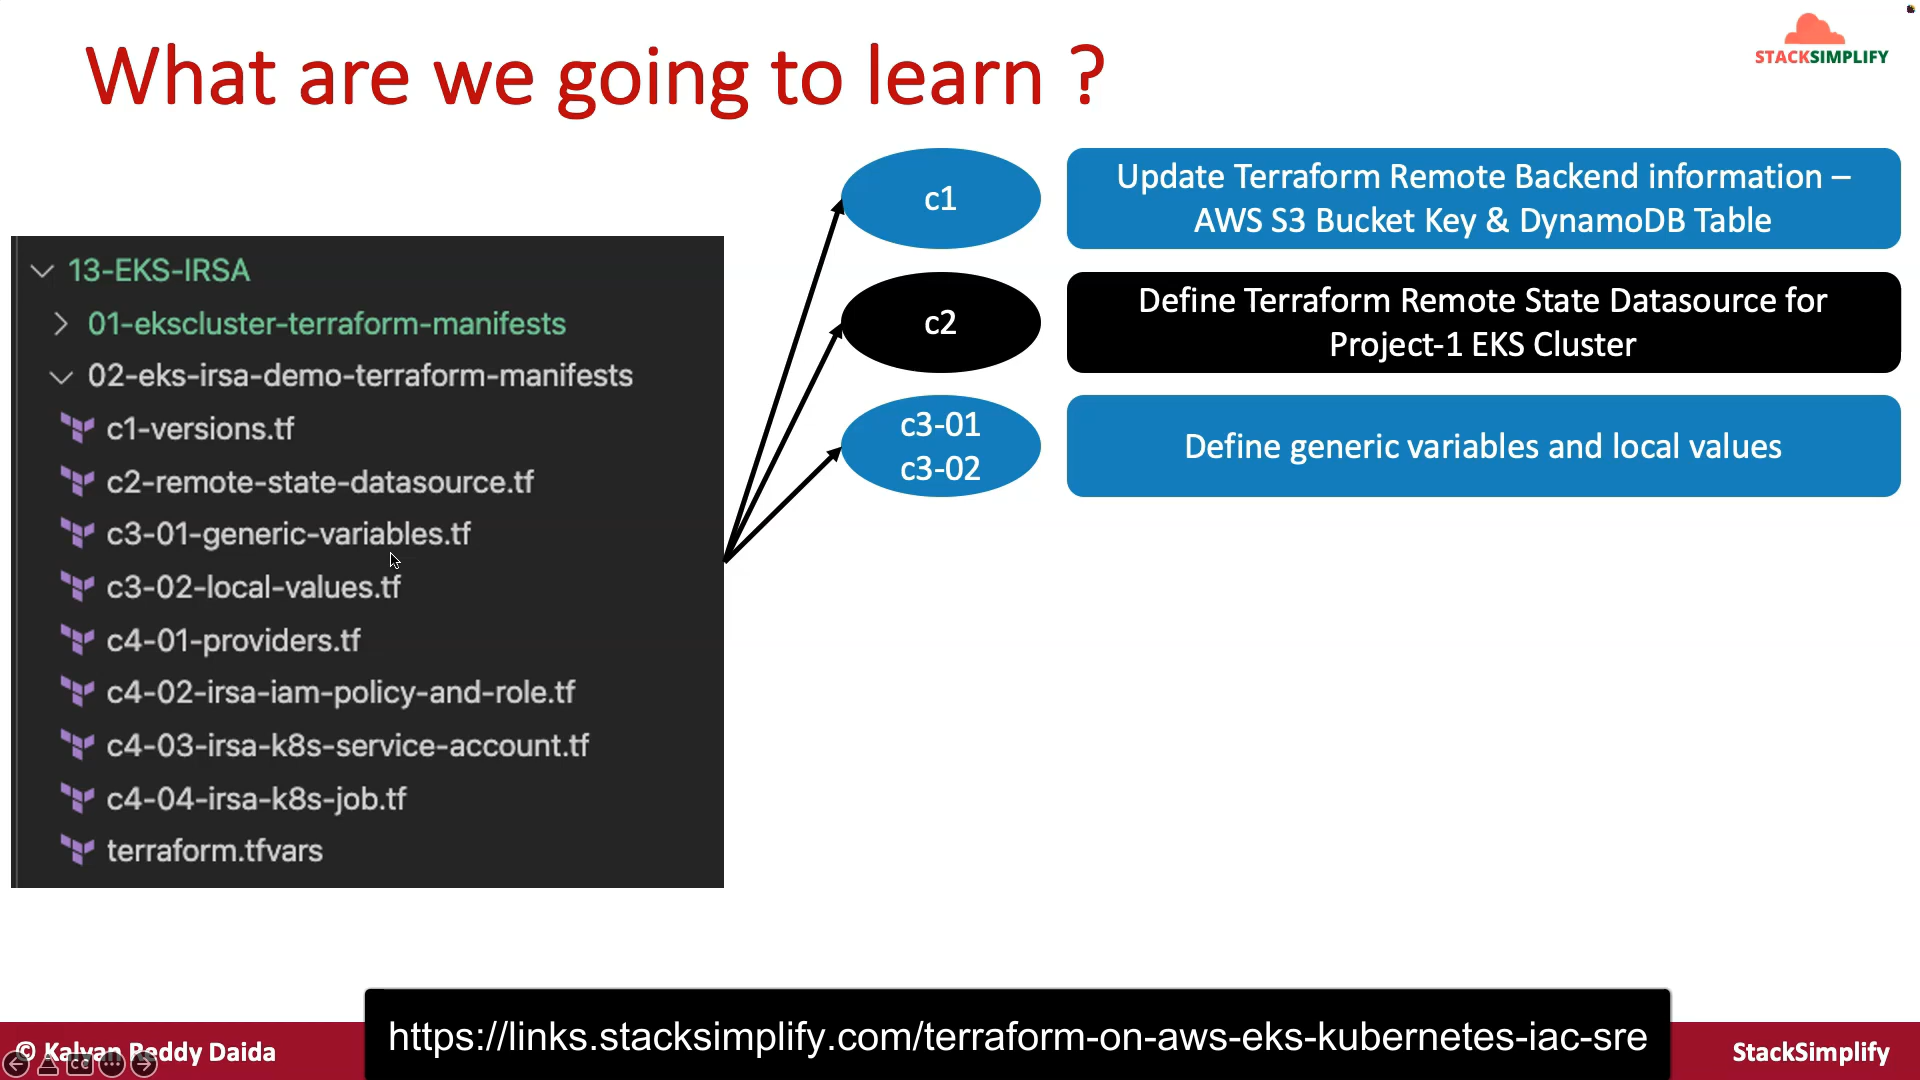 What are we going to learn ?
STACKSIMPLIFY
13-EKS-IRSA
01-ekscluster-terraform-manifests
02-eks-irsa-demo-terraform-manifests
c1-versions.tf
c2-remote-state-datasource.tf
c3-01-generic-variables.tf
c3-02-local-values.tf
c4-01-providers.tf
c4-02-irsa-iam-policy-and-role.tf
c4-03-irsa-k8s-service-account.tf
c4-04-irsa-k8s-job.tf
terraform.tfvars
c1
Update Terraform Remote Backend information –
AWS S3 Bucket Key & DynamoDB Table
c2
Define Terraform Remote State Datasource for
Project-1 EKS Cluster
c3-01
c3-02
Define generic variables and local values
https://links.stacksimplify.com/terraform-on-aws-eks-kubernetes-iac-sre
© Kalyan Reddy Daida
CC
StackSimplify